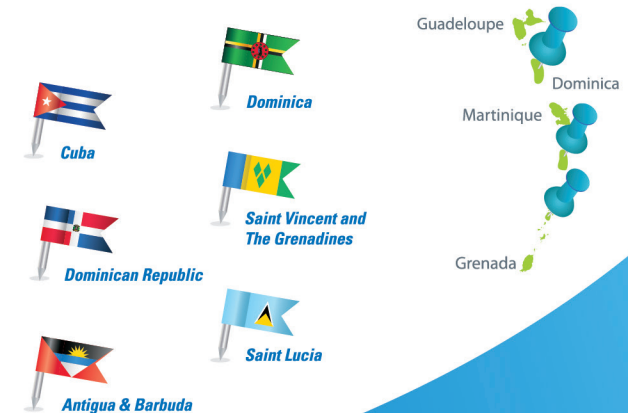 Cuba
Dominican Republic
Antigua & Barbuda
Dominica
Saint Vincent and
The Grenadines
Saint Lucia
Guadeloupe
Dominica
Martinique
Grenada